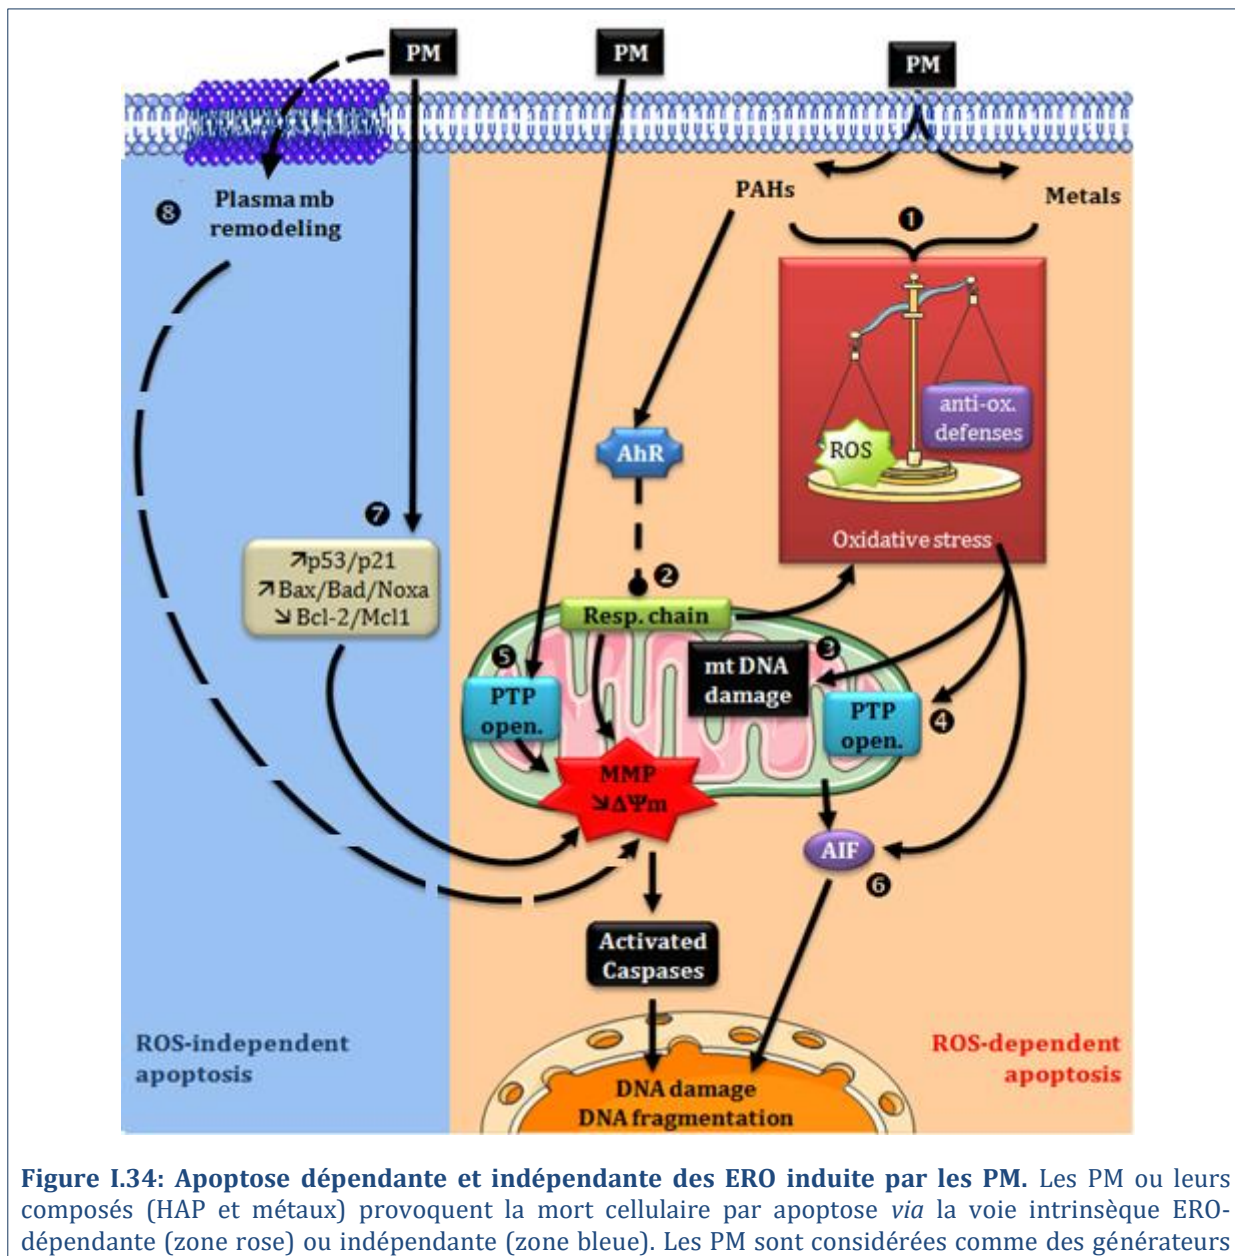 PM
PM
PM
PAHs
Metals
❽
Plasma mb
remodeling
❶
anti-ox.
defenses
ROS
AhR
Oxidative stress
❼
↗p53/p21
↗Bax/Bad/Noxa
↘Bcl-2/Mcl1
❷
Resp. chain
❺
❸
mt DNA
damage
PTP
open.
PTP
open.
❹
MMP
↘ΔΨm
AIF
❻
Activated
Caspases
ROS-independent
apoptosis
ROS-dependent
apoptosis
DNA damage
DNA fragmentation
Figure I.34: Apoptose dépendante et indépendante des ERO induite par les PM. Les PM ou leurs
composés (HAP et métaux) provoquent la mort cellulaire par apoptose via la voie intrinsèque ERO-
dépendante (zone rose) ou indépendante (zone bleue). Les PM sont considérées comme des générateurs